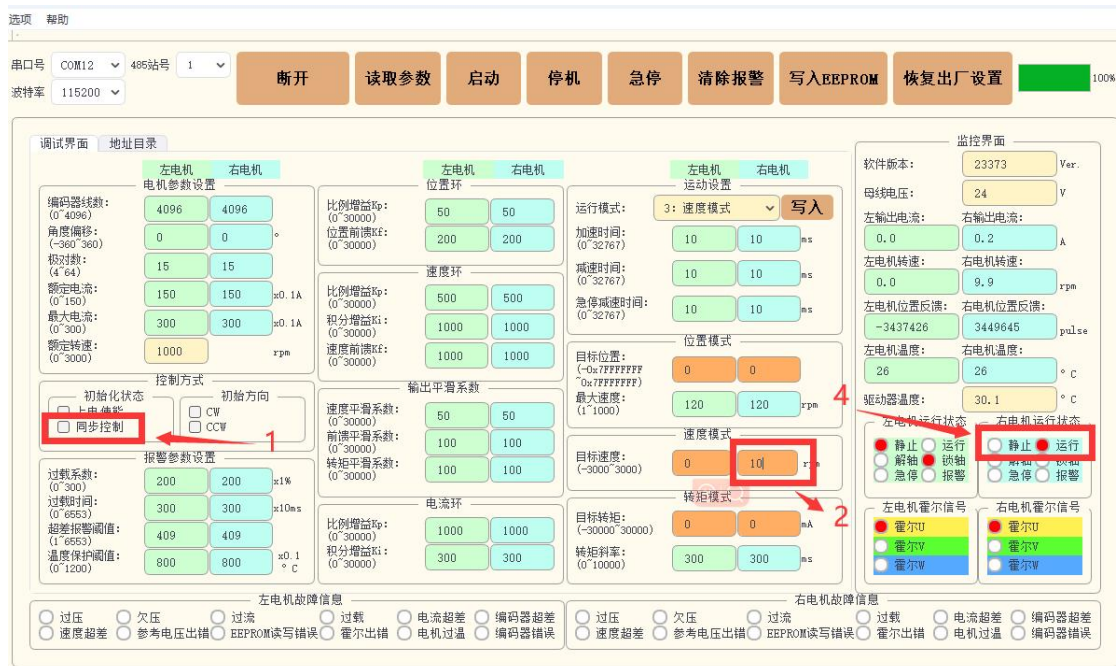 选项 帮助
串口号 COM12 485站号 1
波特率 115200
断开 读取参数 启动 停机 急停 清除报警 写入EEPROM 恢复出厂设置 100%
调试界面 地址目录
左电机 右电机
电机参数设置
编码器线数: (0~4096) 4096 4096
角度偏移: (-360~360) 0 0 °
极对数: (4~64) 15 15
额定电流: (0~150) 150 150 x0.1A
最大电流: (0~300) 300 300 x0.1A
额定转速: (0~3000) 1000 rpm
控制方式
初始化状态 初始方向
上电使能 CW
同步控制 CCW
1
报警参数设置
过载系数: (0~300) 200 200 x1%
过载时间: (0~6553) 300 300 x10ms
超差报警阈值: (1~6553) 409 409
温度保护阈值: (0~1200) 800 800 x0.1 °C
左电机 右电机
位置环
比例增益Kp: (0~30000) 50 50
位置前馈Kf: (0~30000) 200 200
速度环
比例增益Kp: (0~30000) 500 500
积分增益Ki: (0~30000) 1000 1000
速度前馈Kf: (0~30000) 1000 1000
输出平滑系数
速度平滑系数: (0~30000) 50 50
前馈平滑系数: (0~30000) 100 100
转矩平滑系数: (0~30000) 100 100
电流环
比例增益Kp: (0~30000) 1000 1000
积分增益Ki: (0~30000) 300 300
左电机 右电机
运动设置
运行模式: 3: 速度模式 写入
加速时间: (0~32767) 10 10 ms
减速时间: (0~32767) 10 10 ms
急停减速时间: (0~32767) 10 10 ms
位置模式
目标位置: (-0x7FFFFFFF ~0x7FFFFFFF) 0 0
最大速度: (1~1000) 120 120 rpm
速度模式
目标速度: (-3000~3000) 0 10 rpm
2
转矩模式
目标转矩: (-30000~30000) 0 0 mA
转矩斜率: (0~10000) 300 300 ms
监控界面
软件版本: 23373 Ver.
母线电压: 24 V
左输出电流: 右输出电流:
0.0 0.2 A
左电机转速: 右电机转速:
0.0 9.9 rpm
左电机位置反馈: 右电机位置反馈:
-3437426 3449645 pulse
左电机温度: 右电机温度:
26 26 °C
驱动器温度: 30.1 °C
4
左电机运行状态 右电机运行状态
静止 运行 静止 运行
解轴 锁轴 解轴 锁轴
急停 报警 急停 报警
左电机霍尔信号 右电机霍尔信号
霍尔U 霍尔U
霍尔V 霍尔V
霍尔W 霍尔W
左电机故障信息
过压 欠压 过流 过载 电流超差 编码器超差
速度超差 参考电压出错 EEPROM读写错误 霍尔出错 电机过温 编码器错误
右电机故障信息
过压 欠压 过流 过载 电流超差 编码器超差
速度超差 参考电压出错 EEPROM读写错误 霍尔出错 电机过温 编码器错误